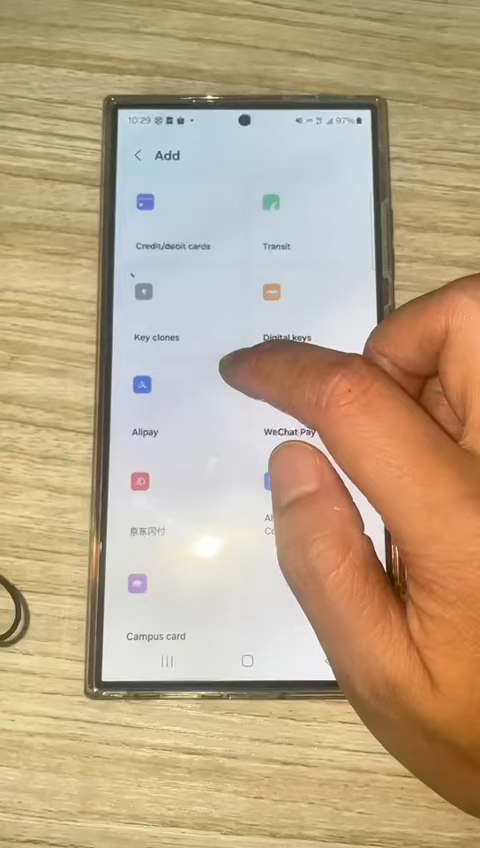 10:29
97%
Add
Credit/debit cards
Transit
Key clones
Digital keys
Alipay
WeChat Pay
京东闪付
Campus card